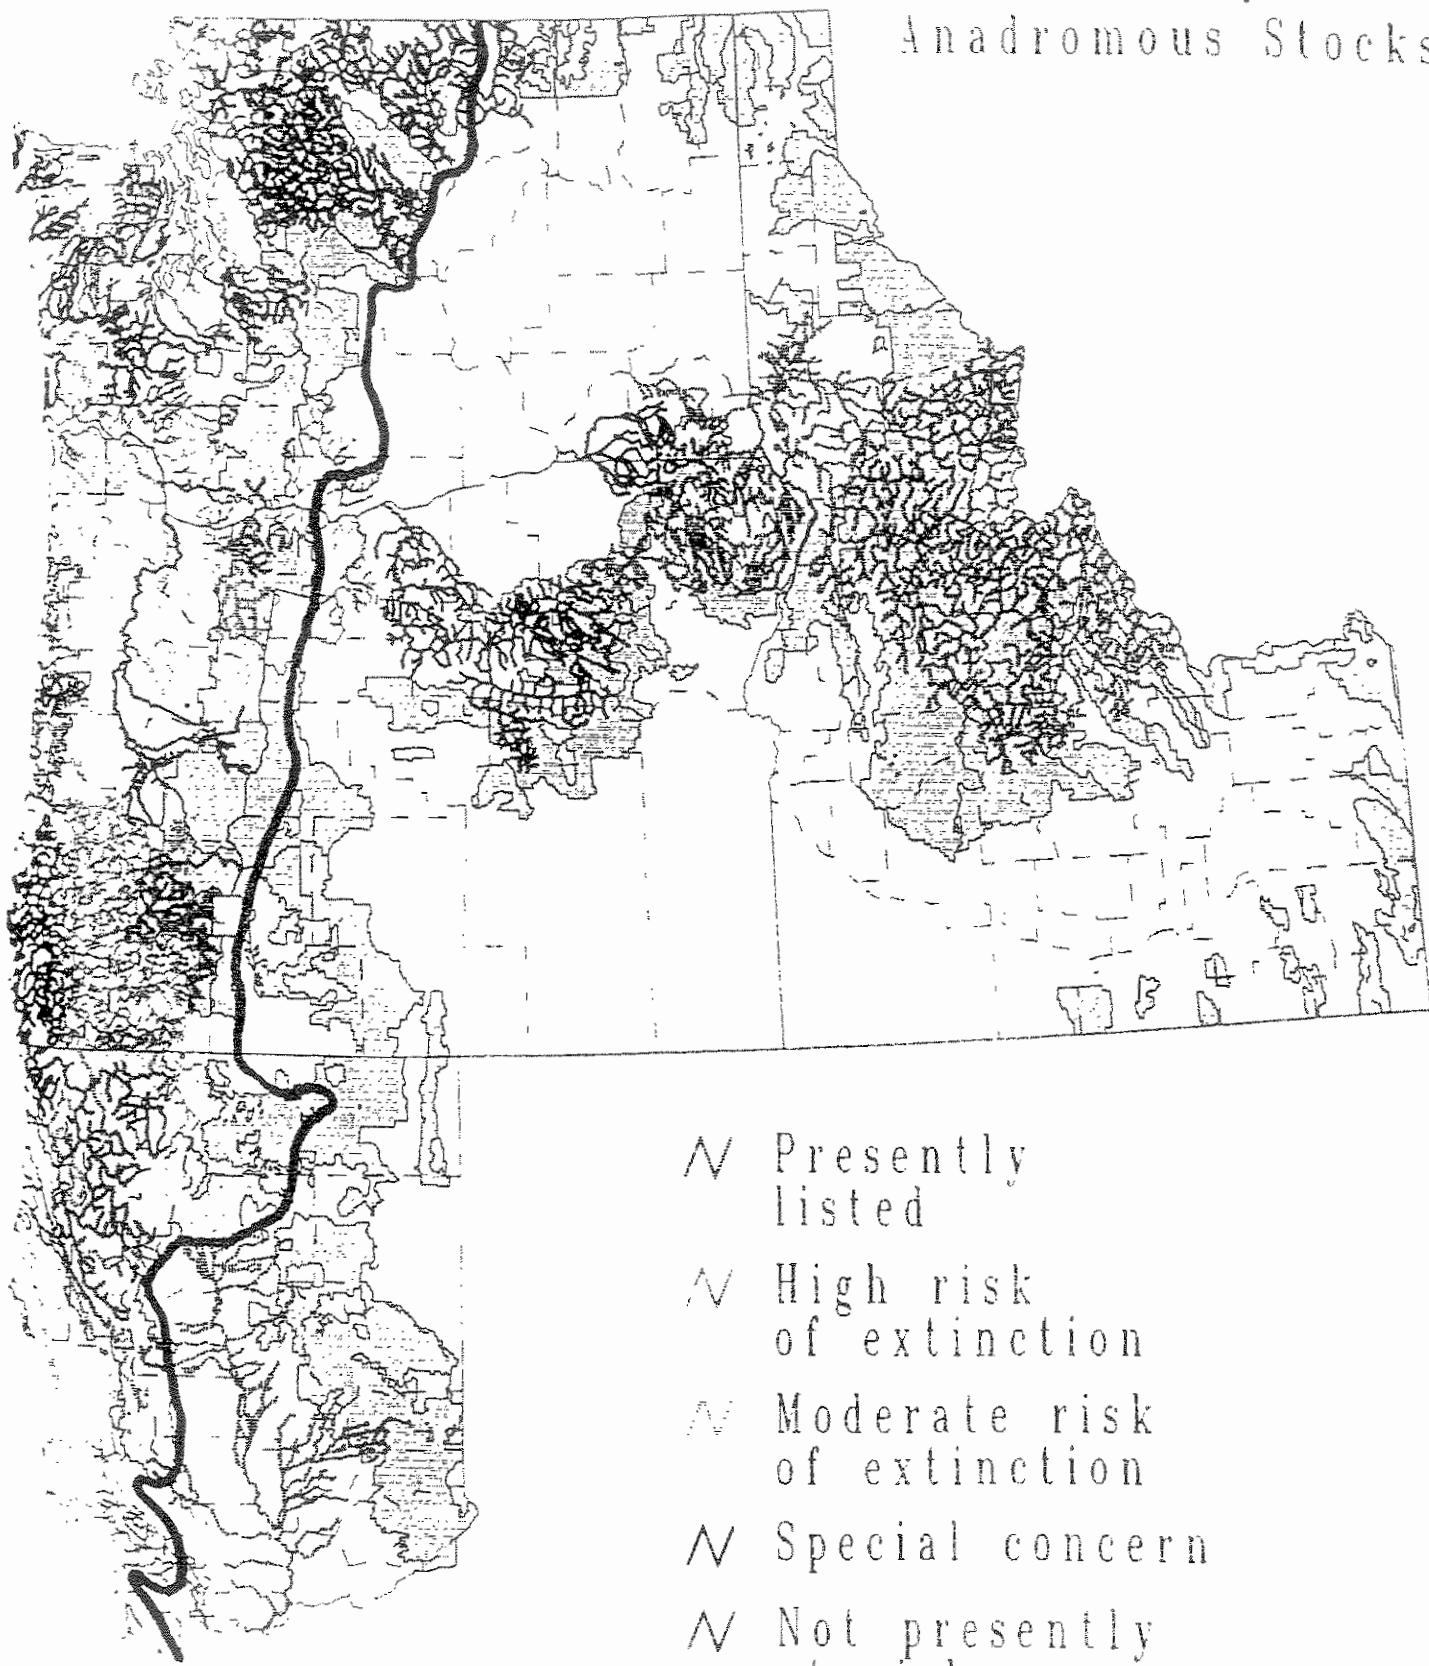 Anadromous Stocks
Presently
listed
High risk
of extinction
Moderate risk
of extinction
Special concern
Not presently